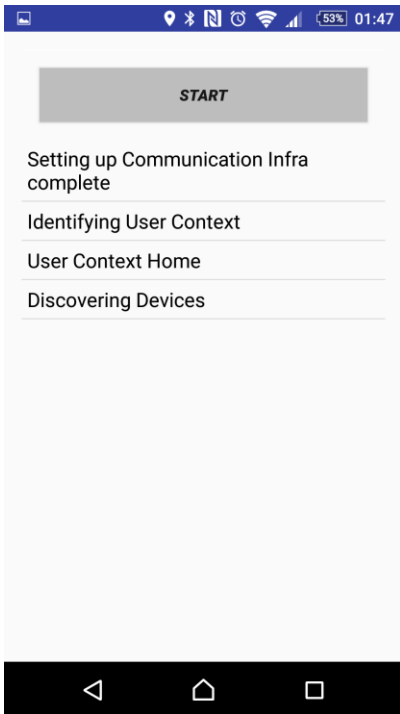 53% 01:47
START
Setting up Communication Infra
complete
Identifying User Context
User Context Home
Discovering Devices